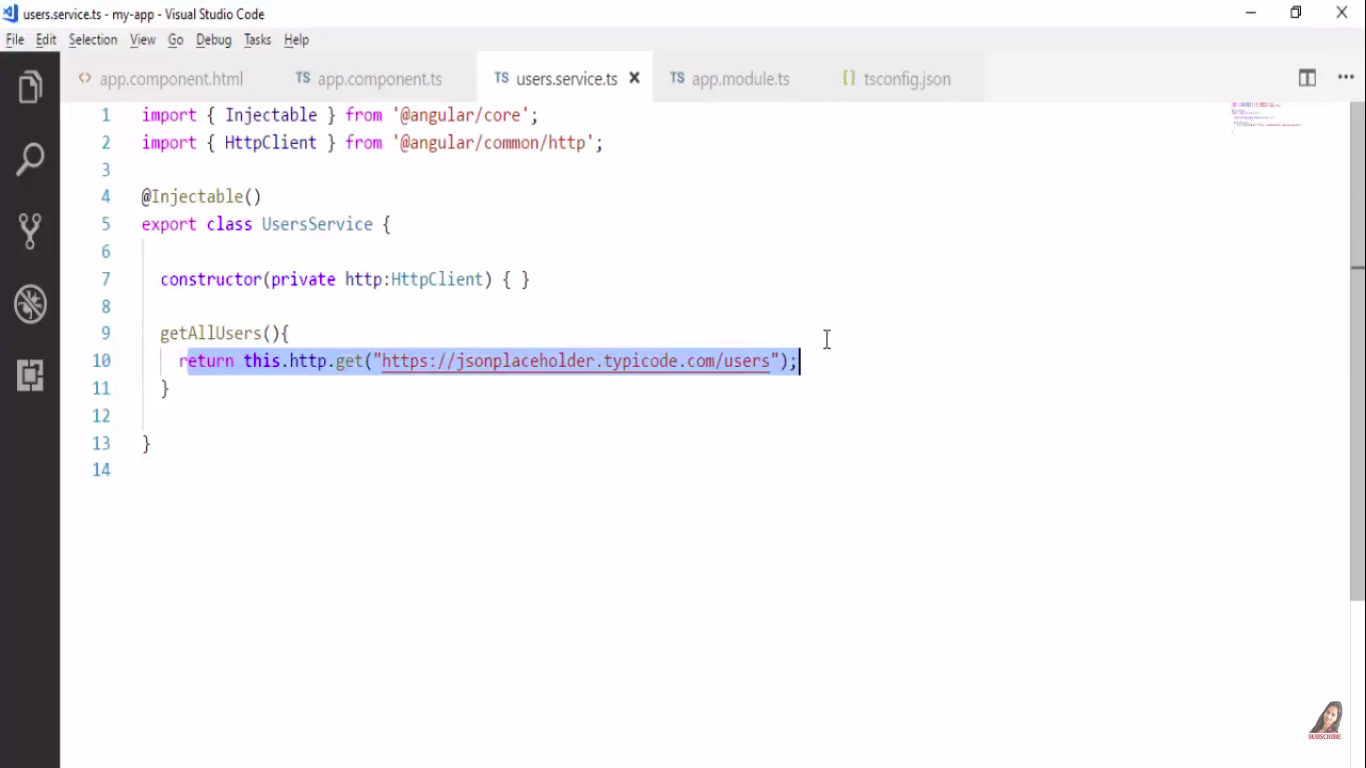 users.service.ts - my-app - Visual Studio Code
File Edit Selection View Go Debug Tasks Help
<> app.component.html TS app.component.ts TS users.service.ts × TS app.module.ts {} tsconfig.json
1 import { Injectable } from '@angular/core';
2 import { HttpClient } from '@angular/common/http';
3
4 @Injectable()
5 export class UsersService {
6
7 constructor(private http:HttpClient) { }
8
9 getAllUsers(){
10 return this.http.get("https://jsonplaceholder.typicode.com/users");
11 }
12
13 }
14
SUBSCRIBE